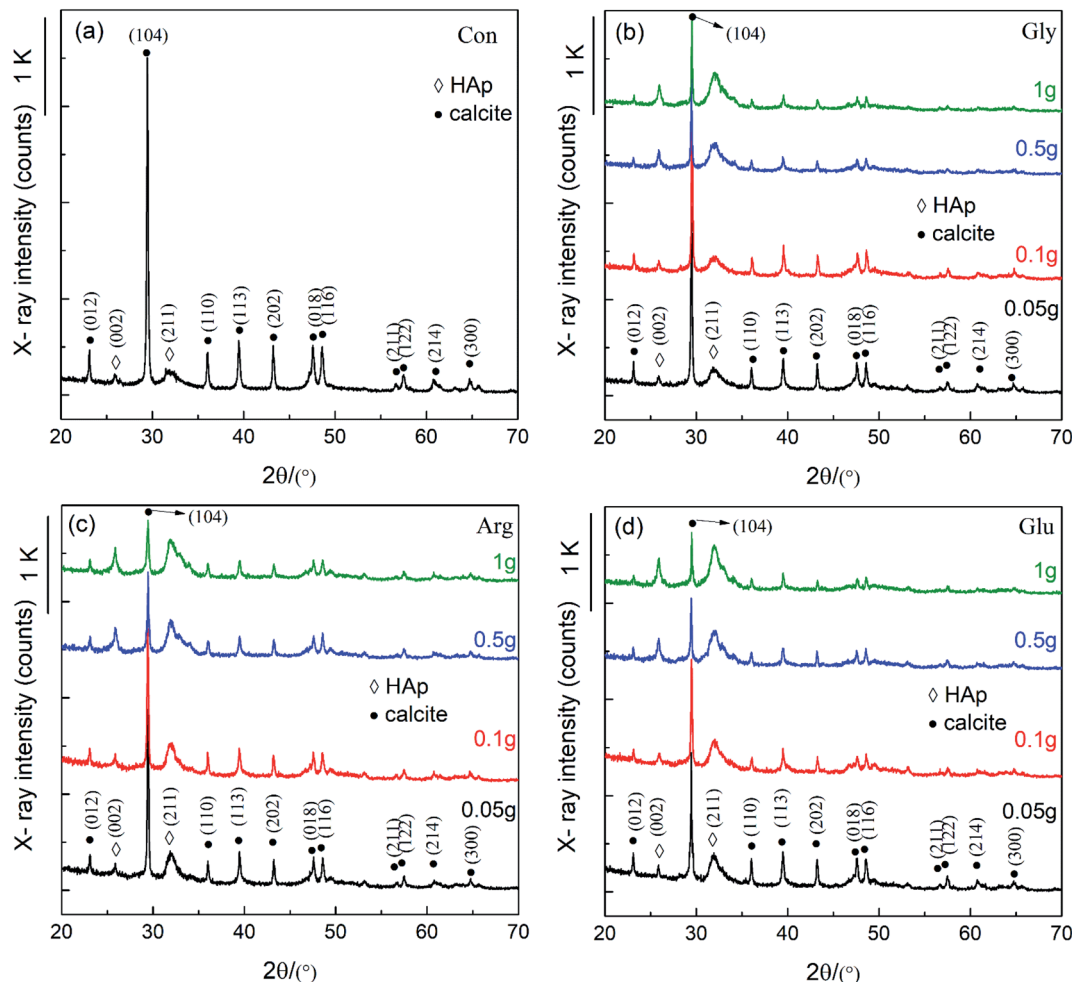 (a)
Con
(104)
◇ HAp
● calcite
(012)
(002)
(211)
(110)
(113)
(202)
(018)
(116)
(211)
(122)
(214)
(300)
X- ray intensity (counts)
1 K
20 30 40 50 60 70
2θ/(°)
(b)
Gly
(104)
1g
0.5g
◇ HAp
● calcite
0.1g
0.05g
(012)
(002)
(211)
(110)
(113)
(202)
(018)
(116)
(211)
(122)
(214)
(300)
X- ray intensity (counts)
1 K
20 30 40 50 60 70
2θ/(°)
(c)
Arg
(104)
1g
0.5g
◇ HAp
● calcite
0.1g
0.05g
(012)
(002)
(211)
(110)
(113)
(202)
(018)
(116)
(211)
(122)
(214)
(300)
X- ray intensity (counts)
1 K
20 30 40 50 60 70
2θ/(°)
(d)
Glu
(104)
1g
0.5g
◇ HAp
● calcite
0.1g
0.05g
(012)
(002)
(211)
(110)
(113)
(202)
(018)
(116)
(211)
(122)
(214)
(300)
X- ray intensity (counts)
1 K
20 30 40 50 60 70
2θ/(°)